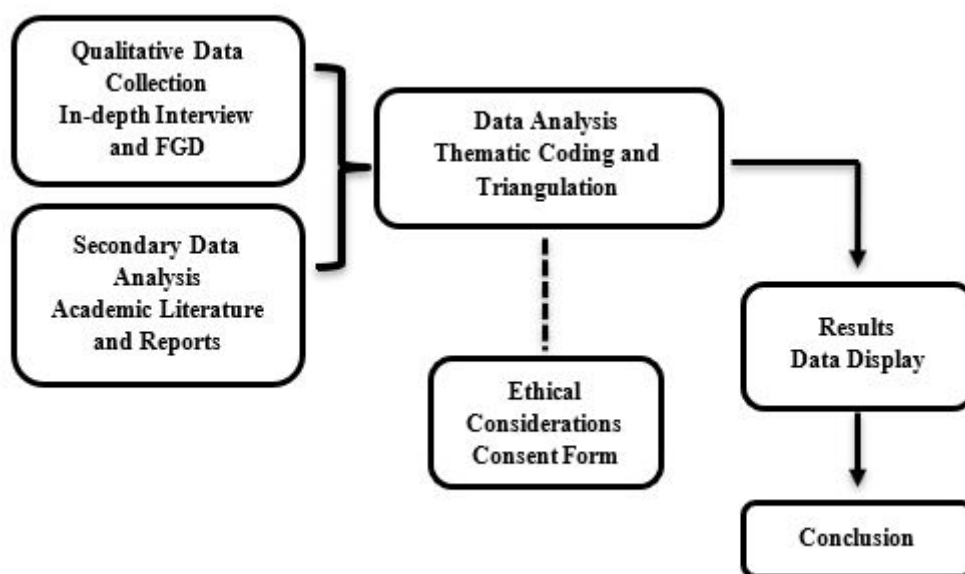 Qualitative Data
Collection
In-depth Interview
and FGD
Secondary Data
Analysis
Academic Literature
and Reports
Data Analysis
Thematic Coding and
Triangulation
Ethical
Considerations
Consent Form
Results
Data Display
Conclusion